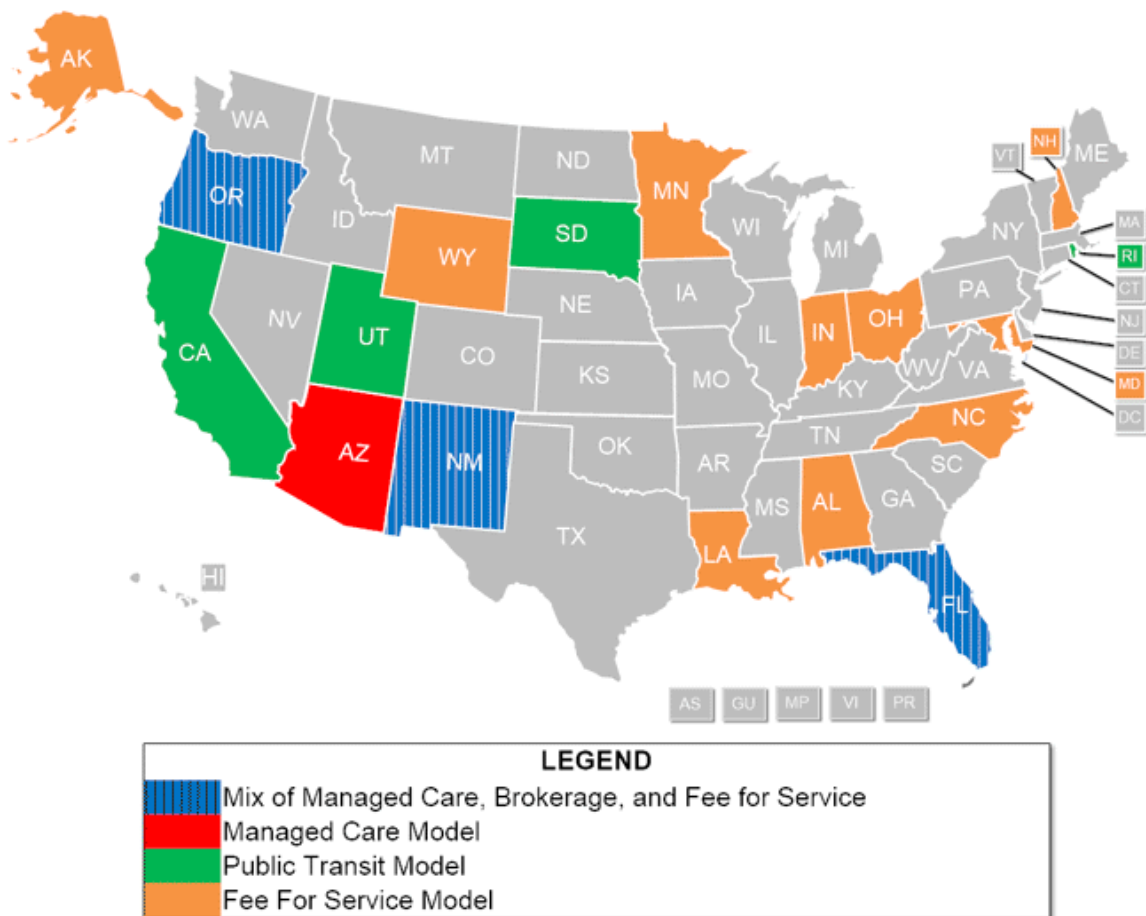 AK
WA
MT
ND
MN
VT
NH
ME
OR
ID
WY
SD
WI
MI
NY
MA
RI
CT
NJ
DE
MD
DC
NV
UT
CO
NE
IA
IL
IN
OH
PA
CA
KS
MO
KY
WV
VA
AZ
NM
OK
AR
TN
NC
TX
LA
MS
AL
GA
SC
FL
HI
AS
GU
MP
VI
PR
LEGEND
Mix of Managed Care, Brokerage, and Fee for Service
Managed Care Model
Public Transit Model
Fee For Service Model